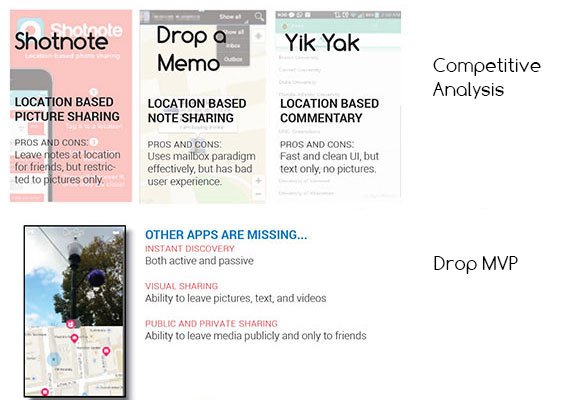 Shotnote
Location-based photo sharing
LOCATION BASED
PICTURE SHARING
PROS AND CONS:
Leave notes at location
for friends, but restric-
ted to pictures only.
Show all
Show all
Inbox
Outbox
Drop a
Memo
LOCATION BASED
NOTE SHARING
PROS AND CONS:
Uses mailbox paradigm
effectively, but has bad
user experience.
Yik Yak
LOCATION BASED
COMMENTARY
PROS AND CONS:
Fast and clean UI, but
text only, no pictures.
Competitive
Analysis
OTHER APPS ARE MISSING...
INSTANT DISCOVERY
Both active and passive
VISUAL SHARING
Ability to leave pictures, text, and videos
PUBLIC AND PRIVATE SHARING
Ability to leave media publicly and only to friends
Drop MVP